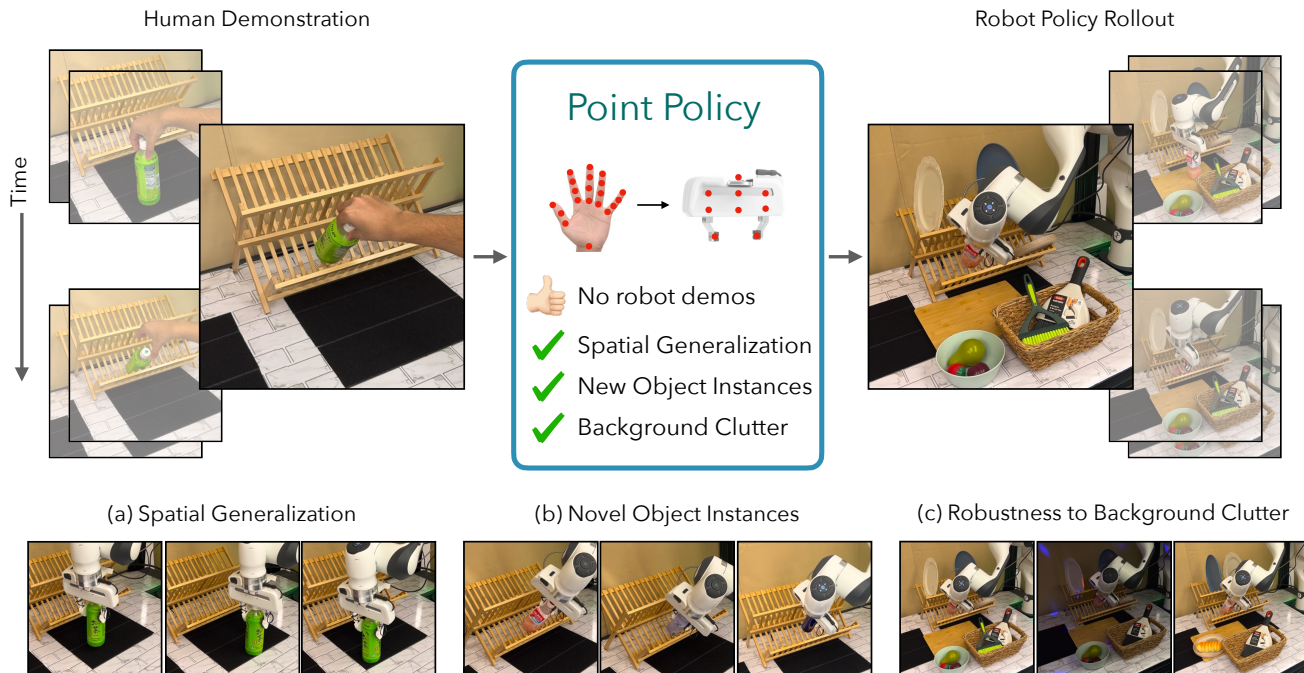 Human Demonstration
Robot Policy Rollout
Time
Point Policy
No robot demos
Spatial Generalization
New Object Instances
Background Clutter
(a) Spatial Generalization
(b) Novel Object Instances
(c) Robustness to Background Clutter